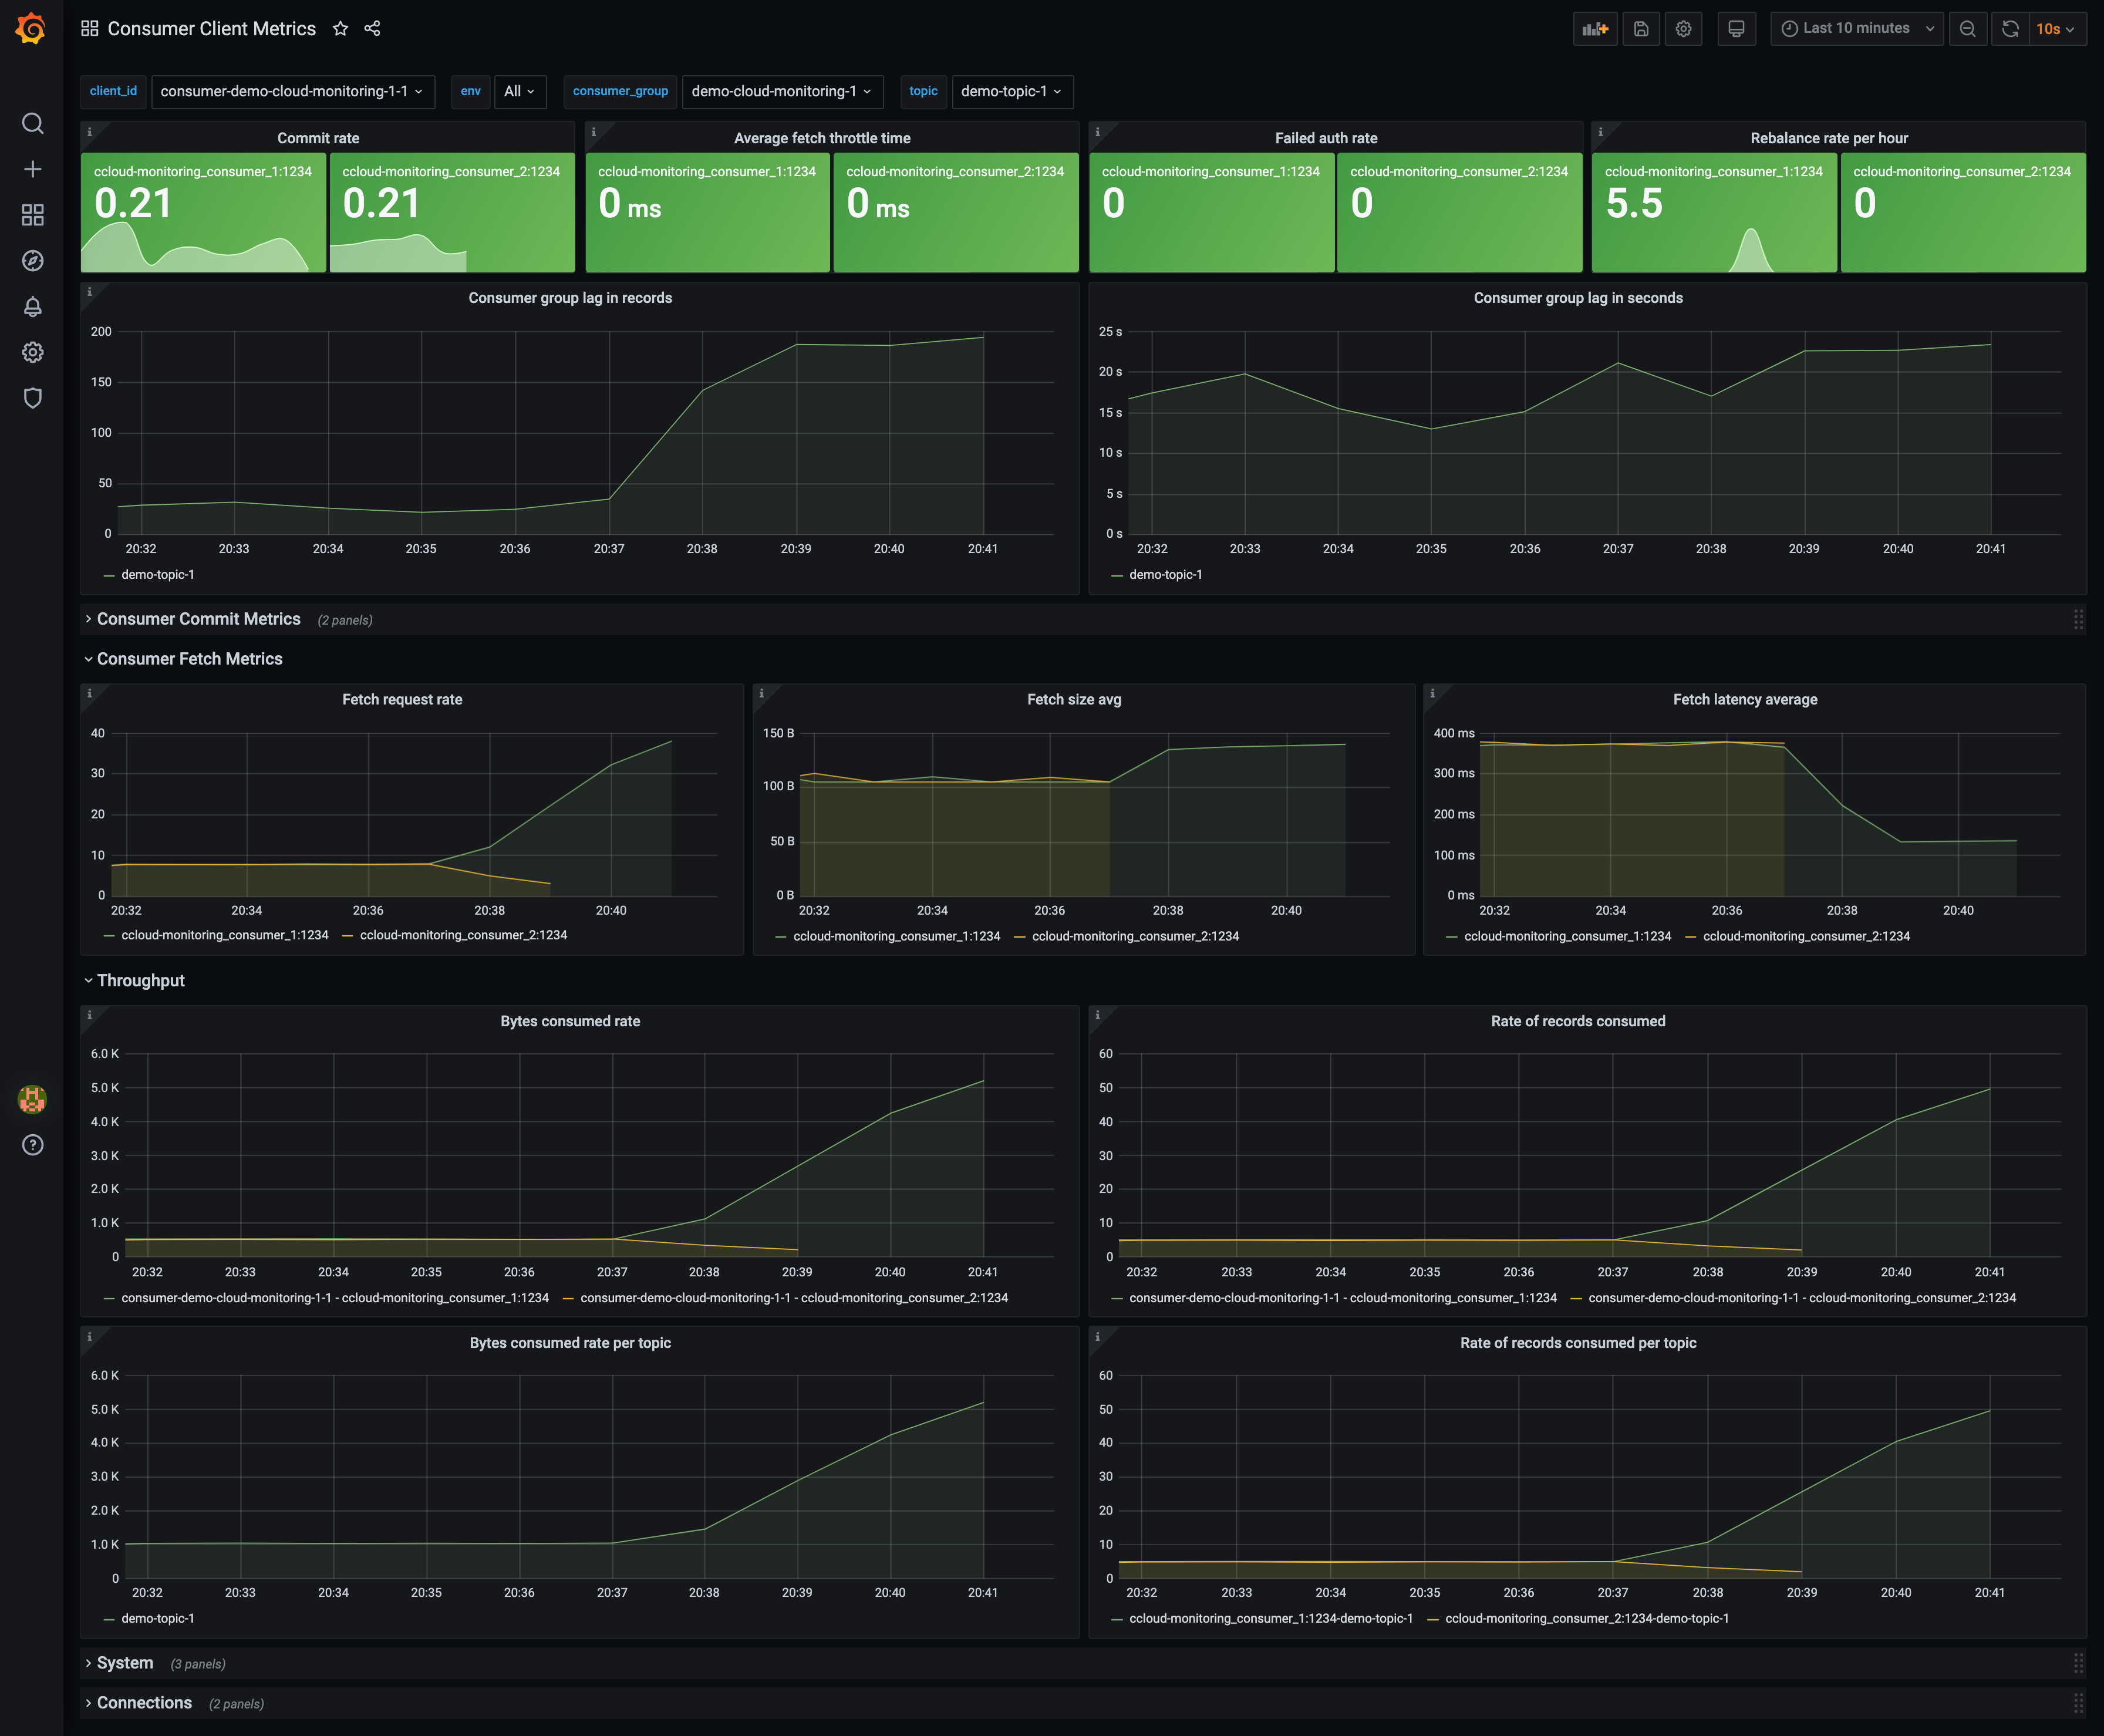 Consumer Client Metrics
Last 10 minutes
10s
client_id
consumer-demo-cloud-monitoring-1-1
env
All
consumer_group
demo-cloud-monitoring-1
topic
demo-topic-1
Commit rate
ccloud-monitoring_consumer_1:1234
0.21
ccloud-monitoring_consumer_2:1234
0.21
Average fetch throttle time
ccloud-monitoring_consumer_1:1234
0 ms
ccloud-monitoring_consumer_2:1234
0 ms
Failed auth rate
ccloud-monitoring_consumer_1:1234
0
ccloud-monitoring_consumer_2:1234
0
Rebalance rate per hour
ccloud-monitoring_consumer_1:1234
5.5
ccloud-monitoring_consumer_2:1234
0
Consumer group lag in records
200
150
100
50
0
20:32 20:33 20:34 20:35 20:36 20:37 20:38 20:39 20:40 20:41
demo-topic-1
Consumer group lag in seconds
25 s
20 s
15 s
10 s
5 s
0 s
20:32 20:33 20:34 20:35 20:36 20:37 20:38 20:39 20:40 20:41
demo-topic-1
Consumer Commit Metrics (2 panels)
Consumer Fetch Metrics
Fetch request rate
40
30
20
10
0
20:32 20:34 20:36 20:38 20:40
ccloud-monitoring_consumer_1:1234 ccloud-monitoring_consumer_2:1234
Fetch size avg
150 B
100 B
50 B
0 B
20:32 20:34 20:36 20:38 20:40
ccloud-monitoring_consumer_1:1234 ccloud-monitoring_consumer_2:1234
Fetch latency average
400 ms
300 ms
200 ms
100 ms
0 ms
20:32 20:34 20:36 20:38 20:40
ccloud-monitoring_consumer_1:1234 ccloud-monitoring_consumer_2:1234
Throughput
Bytes consumed rate
6.0 K
5.0 K
4.0 K
3.0 K
2.0 K
1.0 K
0
20:32 20:33 20:34 20:35 20:36 20:37 20:38 20:39 20:40 20:41
consumer-demo-cloud-monitoring-1-1 - ccloud-monitoring_consumer_1:1234 consumer-demo-cloud-monitoring-1-1 - ccloud-monitoring_consumer_2:1234
Rate of records consumed
60
50
40
30
20
10
0
20:32 20:33 20:34 20:35 20:36 20:37 20:38 20:39 20:40 20:41
consumer-demo-cloud-monitoring-1-1 - ccloud-monitoring_consumer_1:1234 consumer-demo-cloud-monitoring-1-1 - ccloud-monitoring_consumer_2:1234
Bytes consumed rate per topic
6.0 K
5.0 K
4.0 K
3.0 K
2.0 K
1.0 K
0
20:32 20:33 20:34 20:35 20:36 20:37 20:38 20:39 20:40 20:41
demo-topic-1
Rate of records consumed per topic
60
50
40
30
20
10
0
20:32 20:33 20:34 20:35 20:36 20:37 20:38 20:39 20:40 20:41
ccloud-monitoring_consumer_1:1234-demo-topic-1 ccloud-monitoring_consumer_2:1234-demo-topic-1
System (3 panels)
Connections (2 panels)